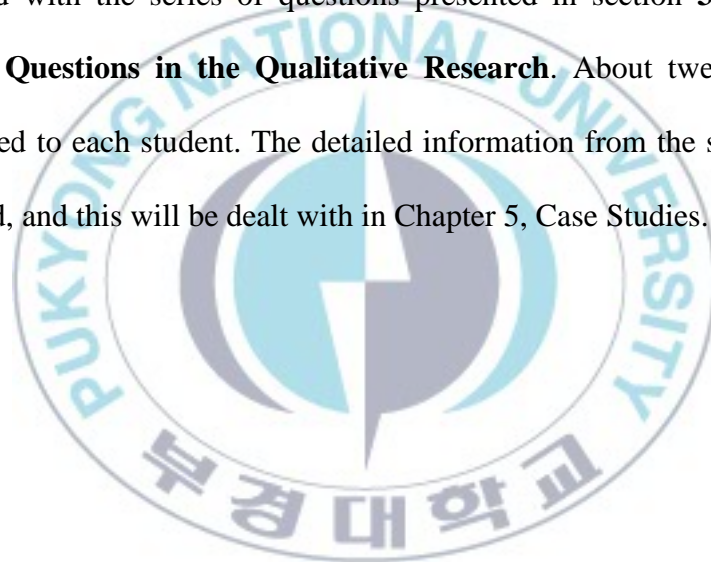 with the series of questions presented in section
Questions in the Qualitative Research. About
to each student. The detailed information from the
and this will be dealt with in Chapter 5, Case Studies.
PUKYONG NATIONAL UNIVERSITY
부경대학교